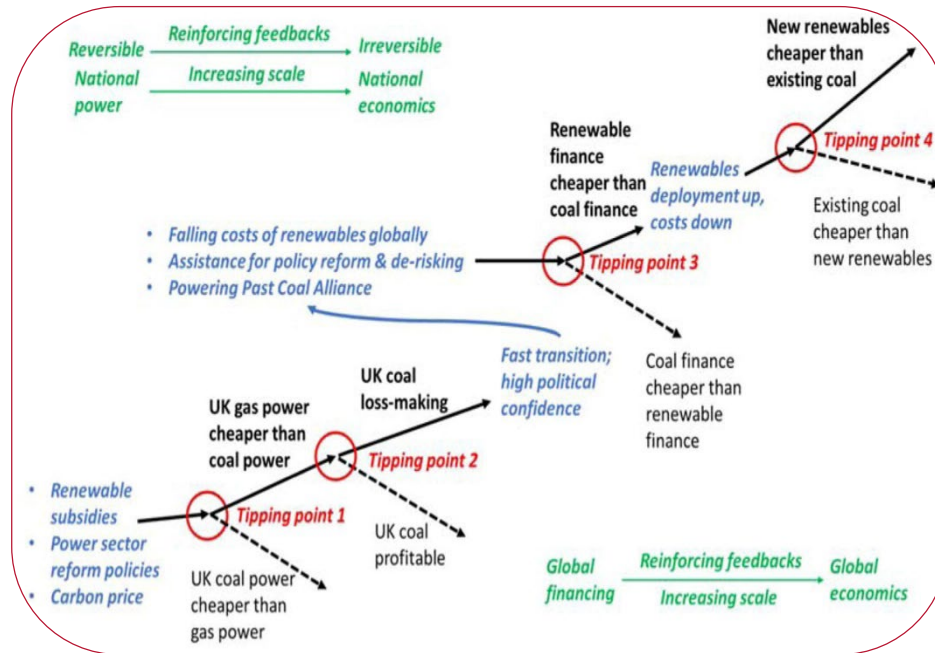 Reversible
Reinforcing feedbacks
Irreversible
National
power
Increasing scale
National
economics
New renewables
cheaper than
existing coal
Tipping point 4
Existing coal
cheaper than
new renewables
Renewable
finance
cheaper than
coal finance
Renewables
deployment up,
costs down
• Falling costs of renewables globally
• Assistance for policy reform & de-risking
• Powering Past Coal Alliance
Tipping point 3
Coal finance
cheaper than
renewable
finance
Fast transition;
high political
confidence
UK coal
loss-making
UK gas power
cheaper than
coal power
Tipping point 2
UK coal
profitable
• Renewable
subsidies
• Power sector
reform policies
• Carbon price
Tipping point 1
UK coal power
cheaper than
gas power
Global
financing
Reinforcing feedbacks
Increasing scale
Global
economics